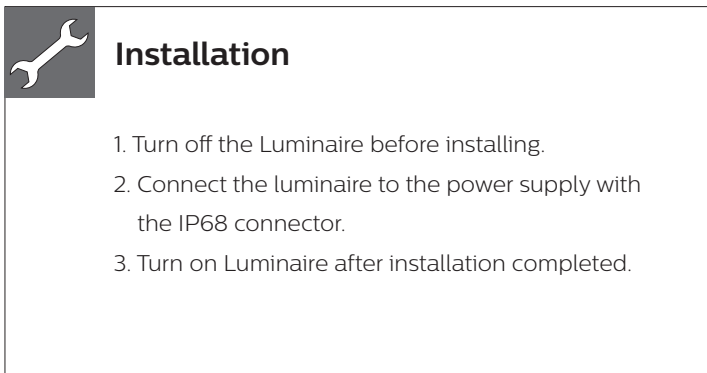 Installation
1. Turn off the Luminaire before installing.
2. Connect the luminaire to the power supply with
the IP68 connector.
3. Turn on Luminaire after installation completed.